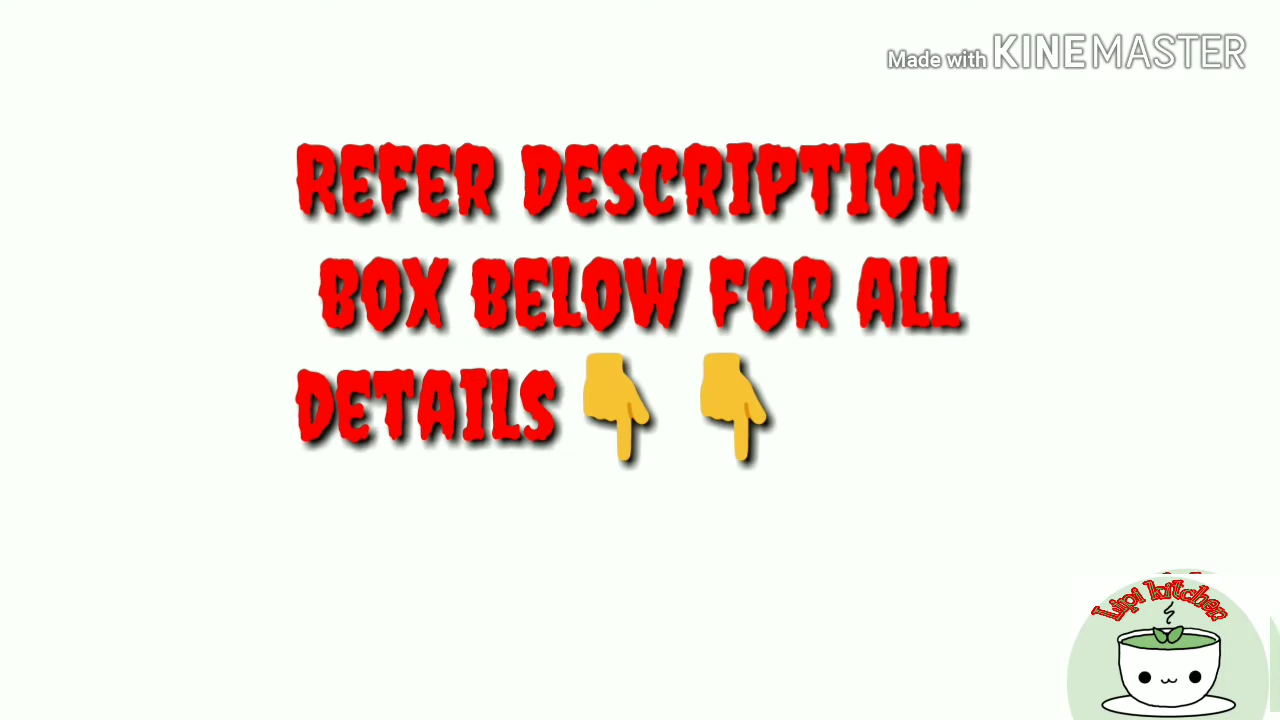 Made with KINEMASTER
REFER DESCRIPTION
BOX BELOW FOR ALL
DETAILS👇 👇
Lipi kitchen